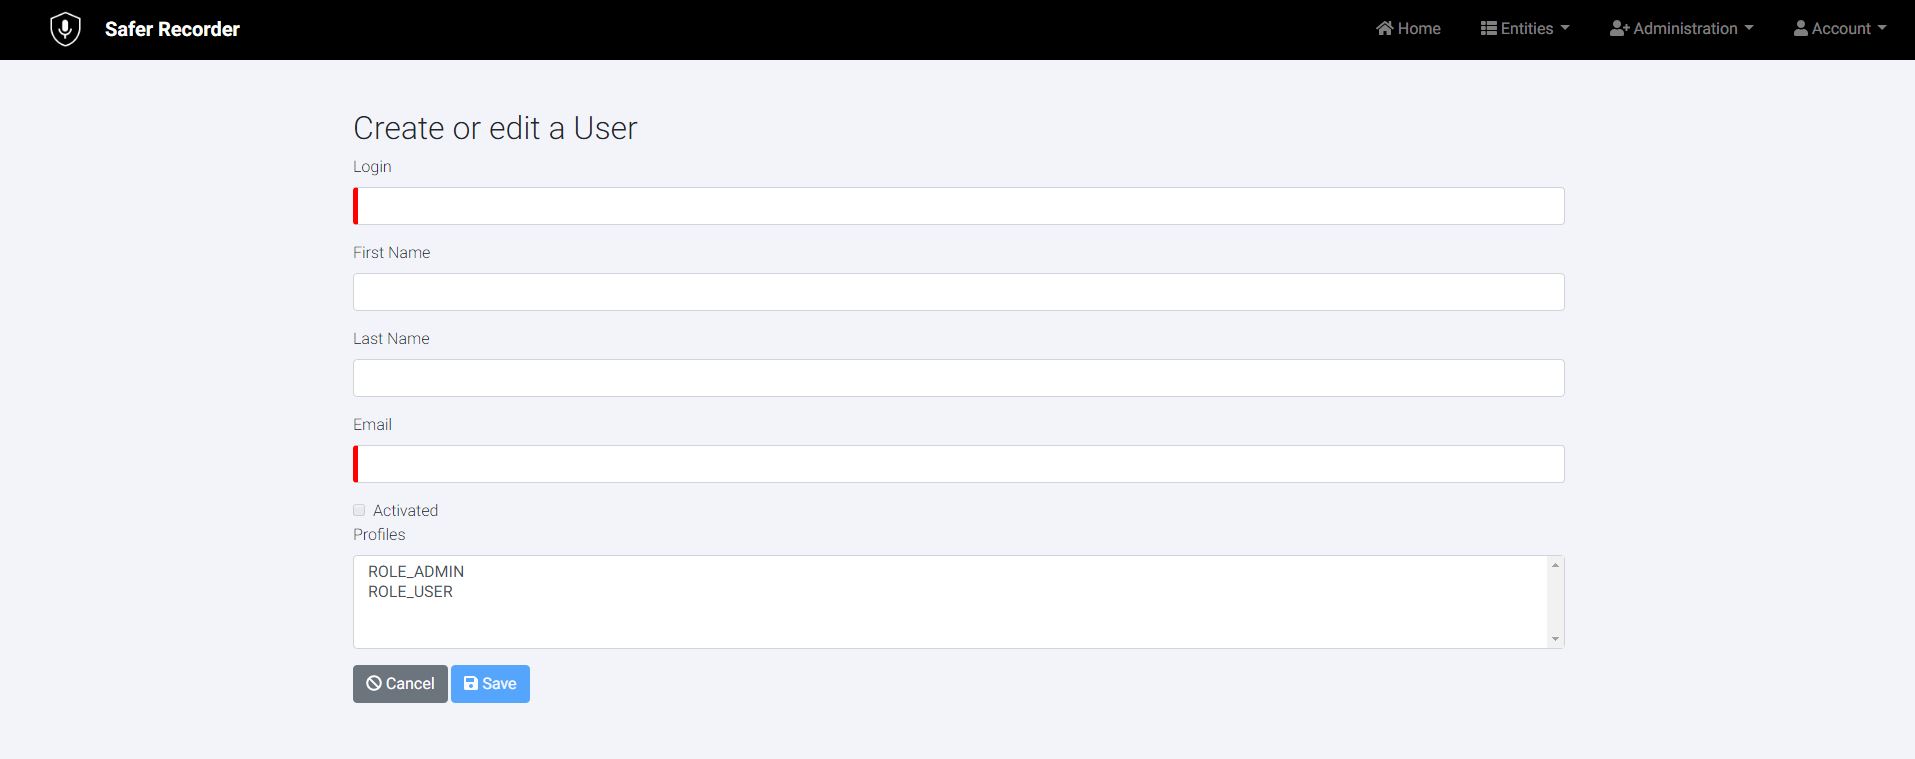 Safer Recorder Home Entities Administration Account
Create or edit a User
Login
First Name
Last Name
Email
Activated
Profiles
ROLE_ADMIN
ROLE_USER
Cancel Save